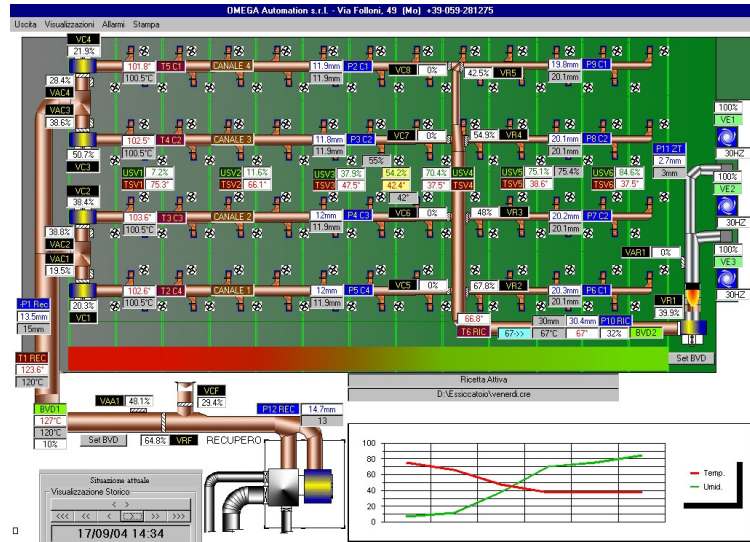 OMEGA Automation s.r.l. - Via Folloni, 49 (Mo) +39-059-281275
Uscita Visualizzazioni Allarmi Stampa
VC4
21.9%
101.8° T5 C1 CANALE 4 11.9mm P2 C1 VC8 0% 42.5% VR5 19.8mm P9 C1
100.5°C 11.9mm 20.1mm
28.4%
VAC4
VAC3
38.6%
100%
VE1
30HZ
102.5° T4 C2 CANALE 3 11.8mm P3 C2 VC7 0% 54.9% VR4 20.1mm P8 C2
100.5°C 11.9mm 20.1mm
50.7%
VC3
55%
P11 ZT
2.7mm
3mm
USV1 7.2% USV2 11.6% USV3 37.9% 54.2% 70.4% USV4 USV5 75.1% 75.4% USV6 84.6%
TSV1 75.3° TSV2 66.1° TSV3 47.5° 42.4° 37.5° TSV4 TSV5 38.6° TSV6 37.5°
42°
100%
VE2
30HZ
VC2
38.4%
103.6° T3 C3 CANALE 2 12mm P4 C3 VC6 0% 48% VR3 20.2mm P7 C2
100.5°C 11.9mm 20.1mm
38.8%
VAC2
VAC1
19.5%
VAR1 0%
100%
VE3
30HZ
102.6° T2 C4 CANALE 1 12mm P5 C4 VC5 0% 67.8% VR2 20.3mm P6 C1
100.5°C 11.9mm 20.1mm
20.3%
VC1
-P1 Rec
13.5mm
15mm
VR1
39.9%
66.8° 30mm 30.4mm P10 RIC
T6 RIC 67->> 67°C 67° 32% BVD2
Set BVD
T1 REC
123.6°
120°C
Ricetta Attiva
D:\Essiccatoio\venerdi.cre
VCF
29.4%
VAA1 48.1%
BVD1
127°C
120°C
10%
P12 REC 14.7mm
13
Set BVD 64.8% VRF RECUPERO
100
80
60
40
20
0
Temp.
Umid.
Situazione attuale
Visualizzazione Storico
< >
<<< << < [>] > >> >>>
17/09/04 14:34